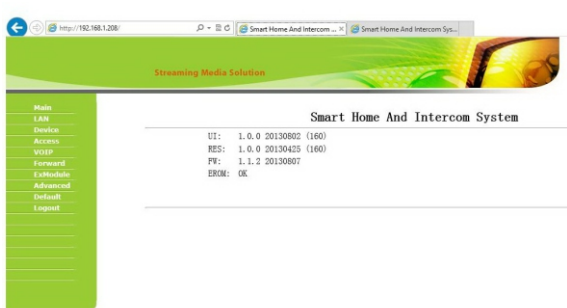 http://192.168.1.208/
Smart Home And Intercom ...
Smart Home And Intercom Sys...
Streaming Media Solution
Main
LAN
Device
Access
VOIP
Forward
ExModule
Advanced
Default
Logout
Smart Home And Intercom System
UI: 1.0.0 20130802 (160)
RES: 1.0.0 20130425 (160)
FW: 1.1.2 20130807
EROM: OK